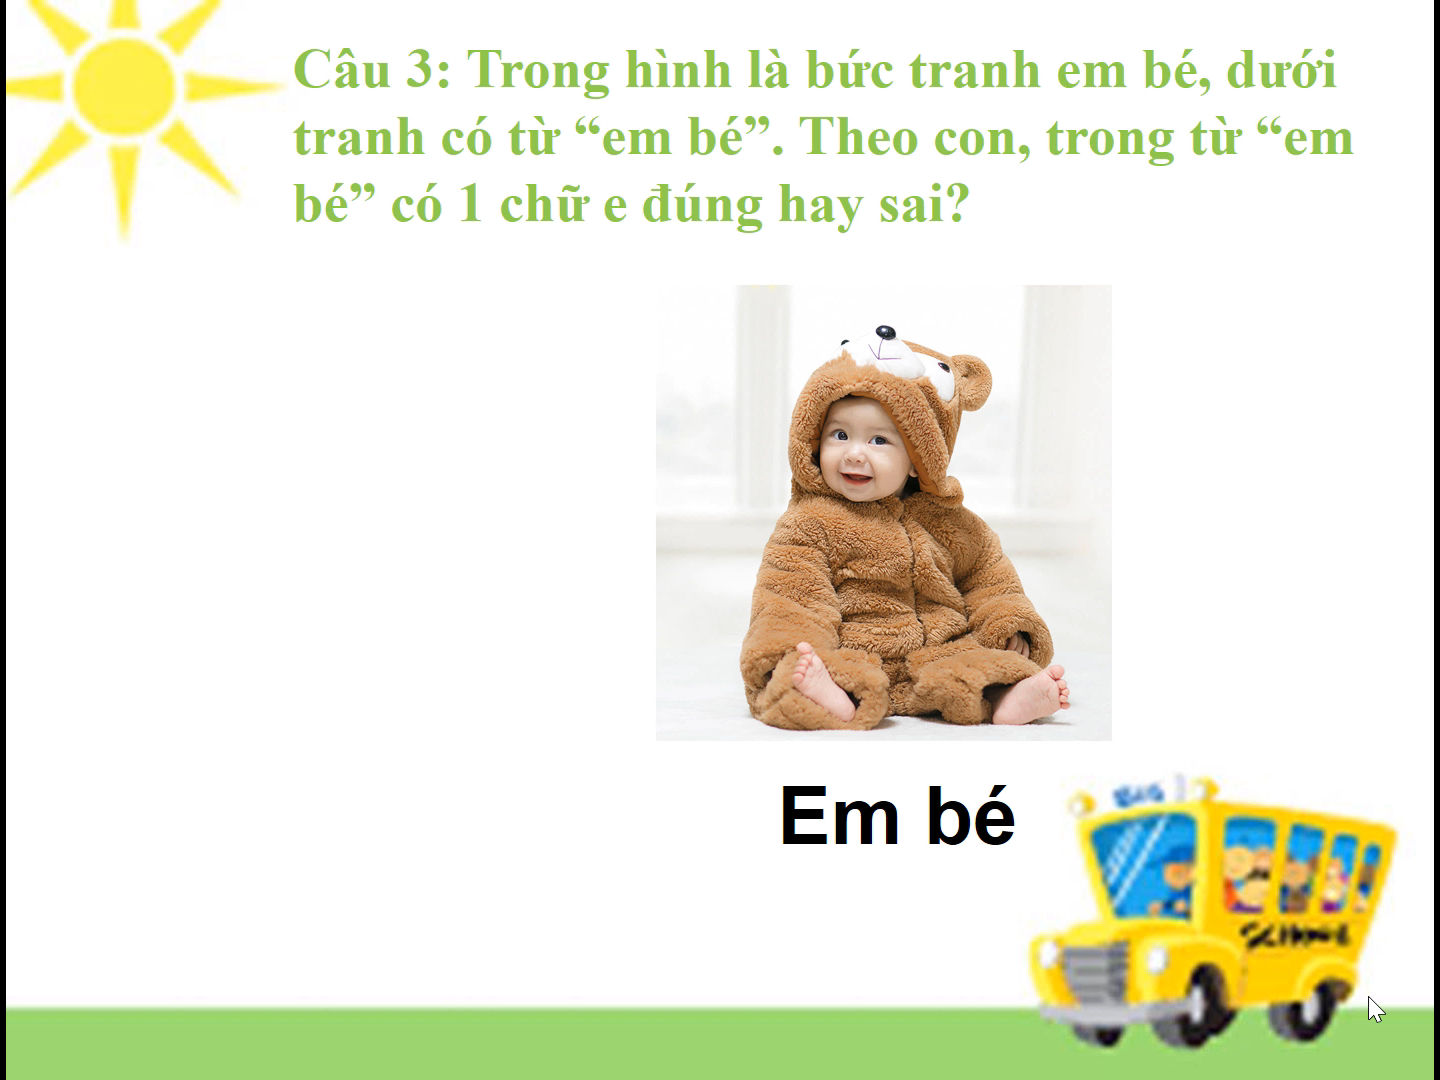 Câu 3: Trong hình là bức tranh em bé, dưới
tranh có từ “em bé”. Theo con, trong từ “em
bé” có 1 chữ e đúng hay sai?
Em bé